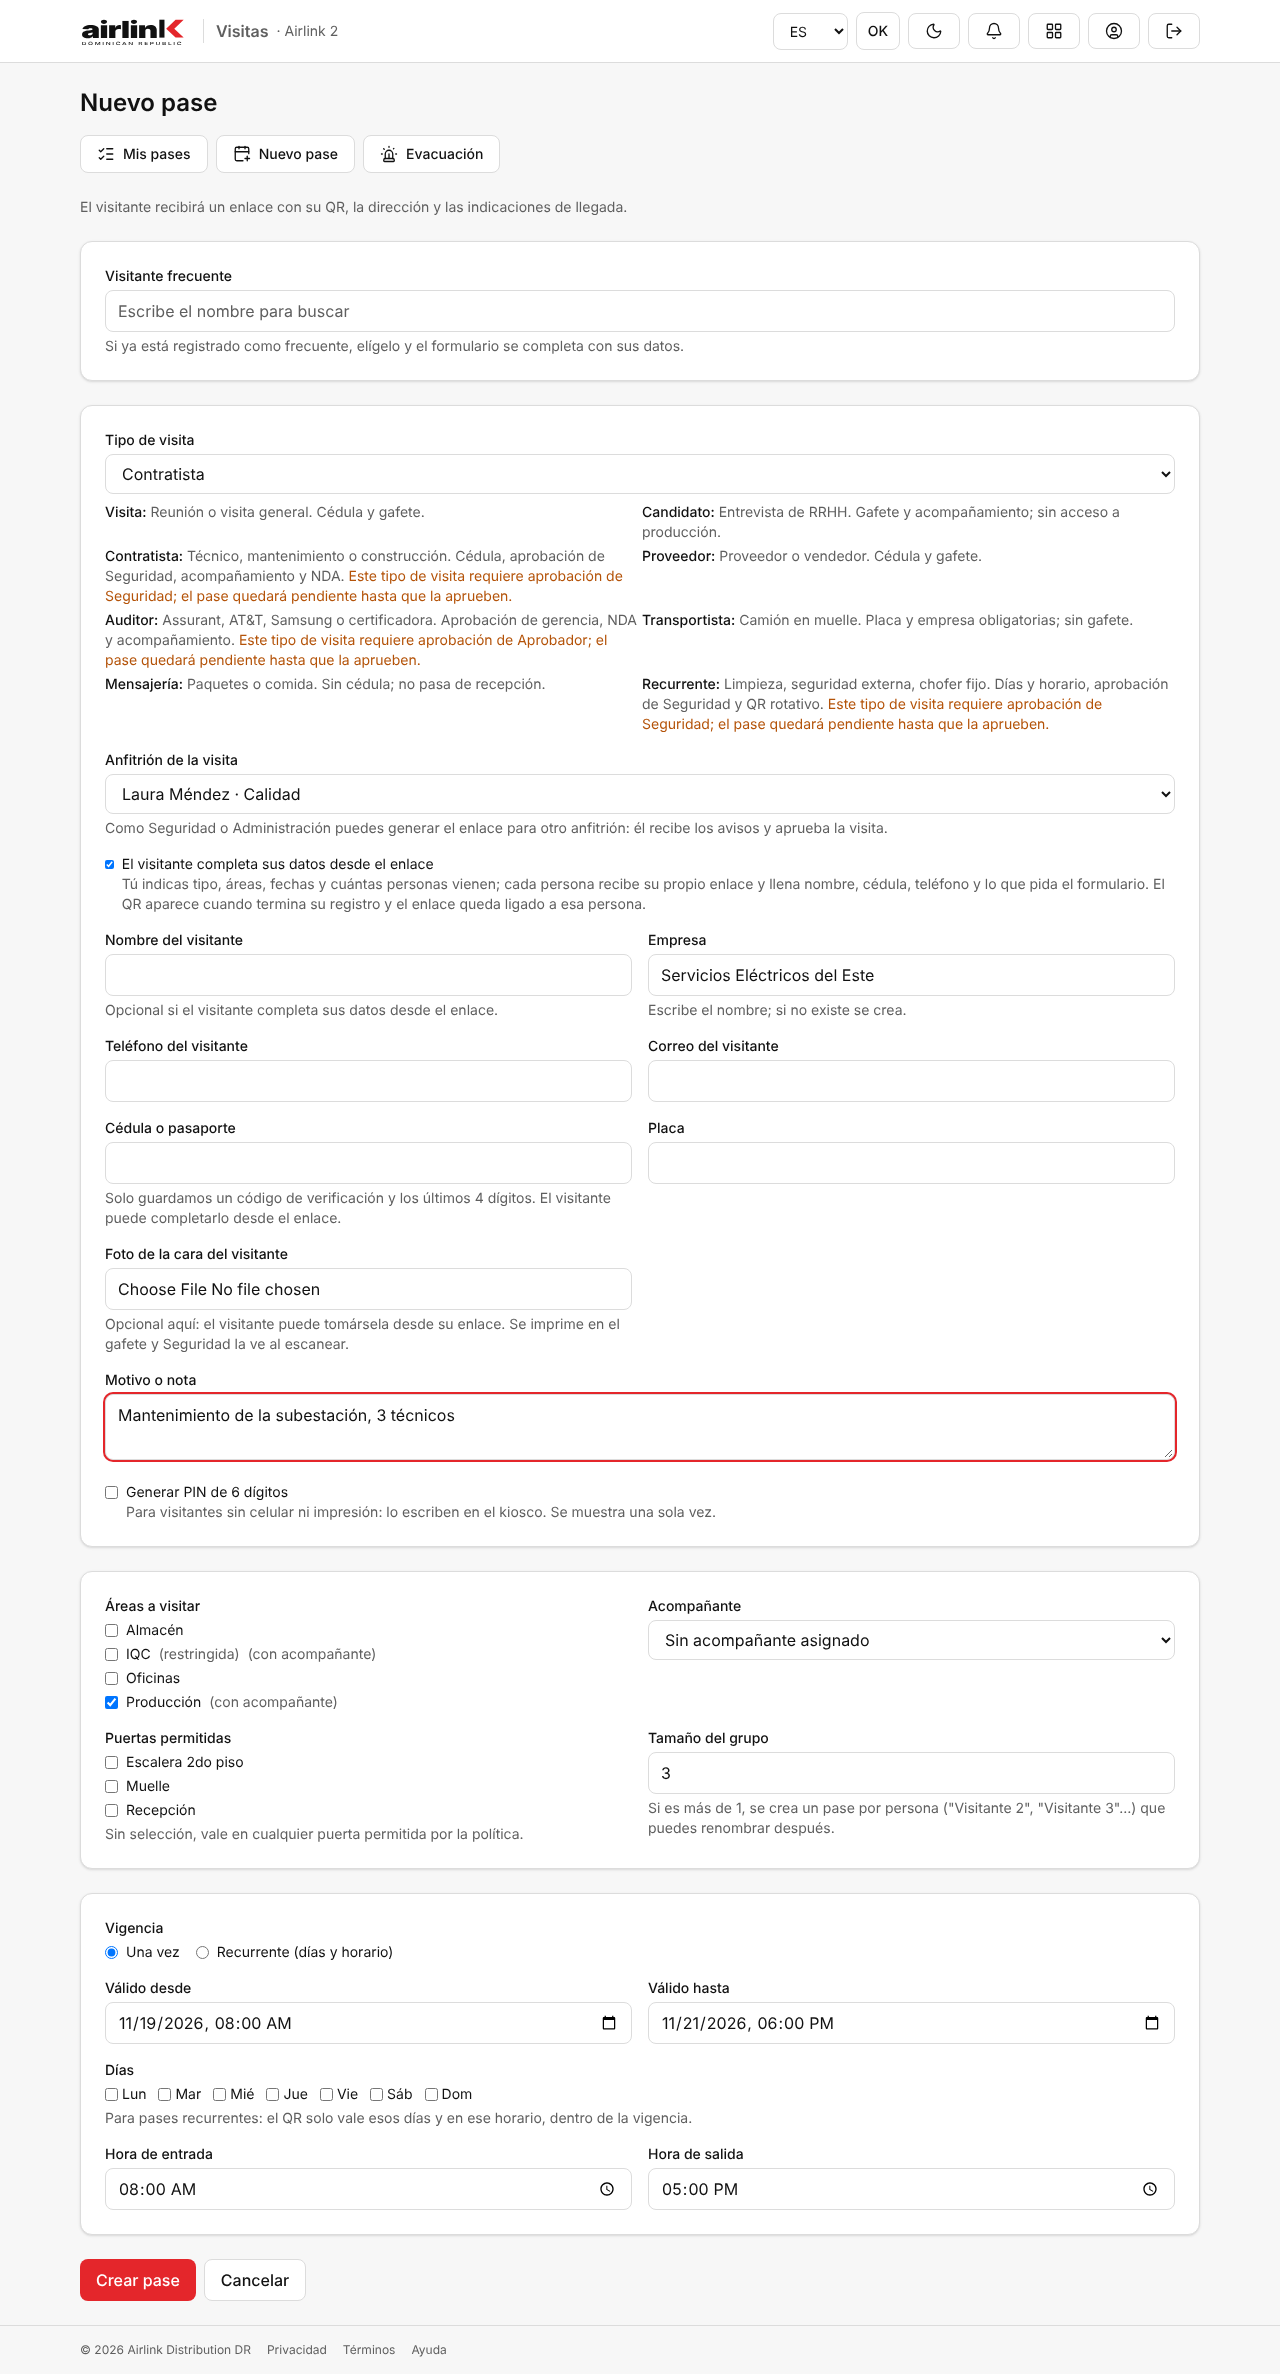 airlink
DOMINICAN REPUBLIC
Visitas · Airlink 2
ES
OK
Nuevo pase
Mis pases
Nuevo pase
Evacuación
El visitante recibirá un enlace con su QR, la dirección y las indicaciones de llegada.
Visitante frecuente
Escribe el nombre para buscar
Si ya está registrado como frecuente, elígelo y el formulario se completa con sus datos.
Tipo de visita
Contratista
Visita: Reunión o visita general. Cédula y gafete.
Candidato: Entrevista de RRHH. Gafete y acompañamiento; sin acceso a
producción.
Contratista: Técnico, mantenimiento o construcción. Cédula, aprobación de
Seguridad, acompañamiento y NDA. Este tipo de visita requiere aprobación de
Seguridad; el pase quedará pendiente hasta que la aprueben.
Proveedor: Proveedor o vendedor. Cédula y gafete.
Auditor: Assurant, AT&T, Samsung o certificadora. Aprobación de gerencia, NDA
y acompañamiento. Este tipo de visita requiere aprobación de Aprobador; el
pase quedará pendiente hasta que la aprueben.
Transportista: Camión en muelle. Placa y empresa obligatorias; sin gafete.
Mensajería: Paquetes o comida. Sin cédula; no pasa de recepción.
Recurrente: Limpieza, seguridad externa, chofer fijo. Días y horario, aprobación
de Seguridad y QR rotativo. Este tipo de visita requiere aprobación de
Seguridad; el pase quedará pendiente hasta que la aprueben.
Anfitrión de la visita
Laura Méndez · Calidad
Como Seguridad o Administración puedes generar el enlace para otro anfitrión: él recibe los avisos y aprueba la visita.
El visitante completa sus datos desde el enlace
Tú indicas tipo, áreas, fechas y cuántas personas vienen; cada persona recibe su propio enlace y llena nombre, cédula, teléfono y lo que pida el formulario. El
QR aparece cuando termina su registro y el enlace queda ligado a esa persona.
Nombre del visitante
Opcional si el visitante completa sus datos desde el enlace.
Empresa
Servicios Eléctricos del Este
Escribe el nombre; si no existe se crea.
Teléfono del visitante
Correo del visitante
Cédula o pasaporte
Placa
Solo guardamos un código de verificación y los últimos 4 dígitos. El visitante
puede completarlo desde el enlace.
Foto de la cara del visitante
Choose File No file chosen
Opcional aquí: el visitante puede tomársela desde su enlace. Se imprime en el
gafete y Seguridad la ve al escanear.
Motivo o nota
Mantenimiento de la subestación, 3 técnicos
Generar PIN de 6 dígitos
Para visitantes sin celular ni impresión: lo escriben en el kiosco. Se muestra una sola vez.
Áreas a visitar
Almacén
IQC (restringida) (con acompañante)
Oficinas
Producción (con acompañante)
Acompañante
Sin acompañante asignado
Puertas permitidas
Escalera 2do piso
Muelle
Recepción
Sin selección, vale en cualquier puerta permitida por la política.
Tamaño del grupo
3
Si es más de 1, se crea un pase por persona ("Visitante 2", "Visitante 3"...) que
puedes renombrar después.
Vigencia
Una vez
Recurrente (días y horario)
Válido desde
11/19/2026, 08:00 AM
Válido hasta
11/21/2026, 06:00 PM
Días
Lun Mar Mié Jue Vie Sáb Dom
Para pases recurrentes: el QR solo vale esos días y en ese horario, dentro de la vigencia.
Hora de entrada
08:00 AM
Hora de salida
05:00 PM
Crear pase
Cancelar
© 2026 Airlink Distribution DR Privacidad Términos Ayuda